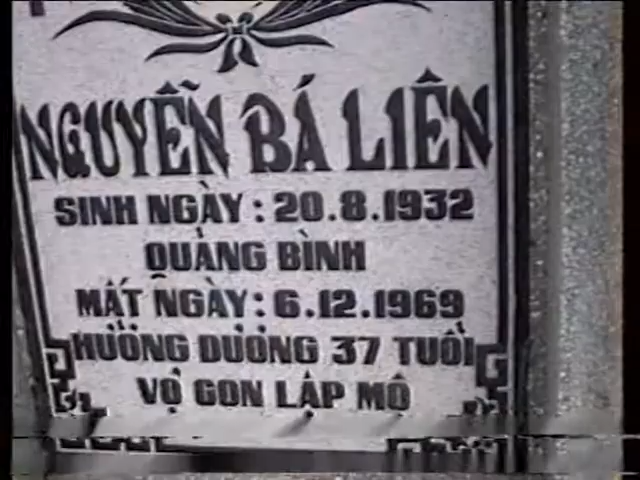 NGUYỄN BÁ LIÊN
SINH NGÀY : 20.8.1932
QUẢNG BÌNH
MẤT NGÀY : 6.12.1969
HƯỞNG DƯƠNG 37 TUỔI
VỢ CON LẬP MỘ